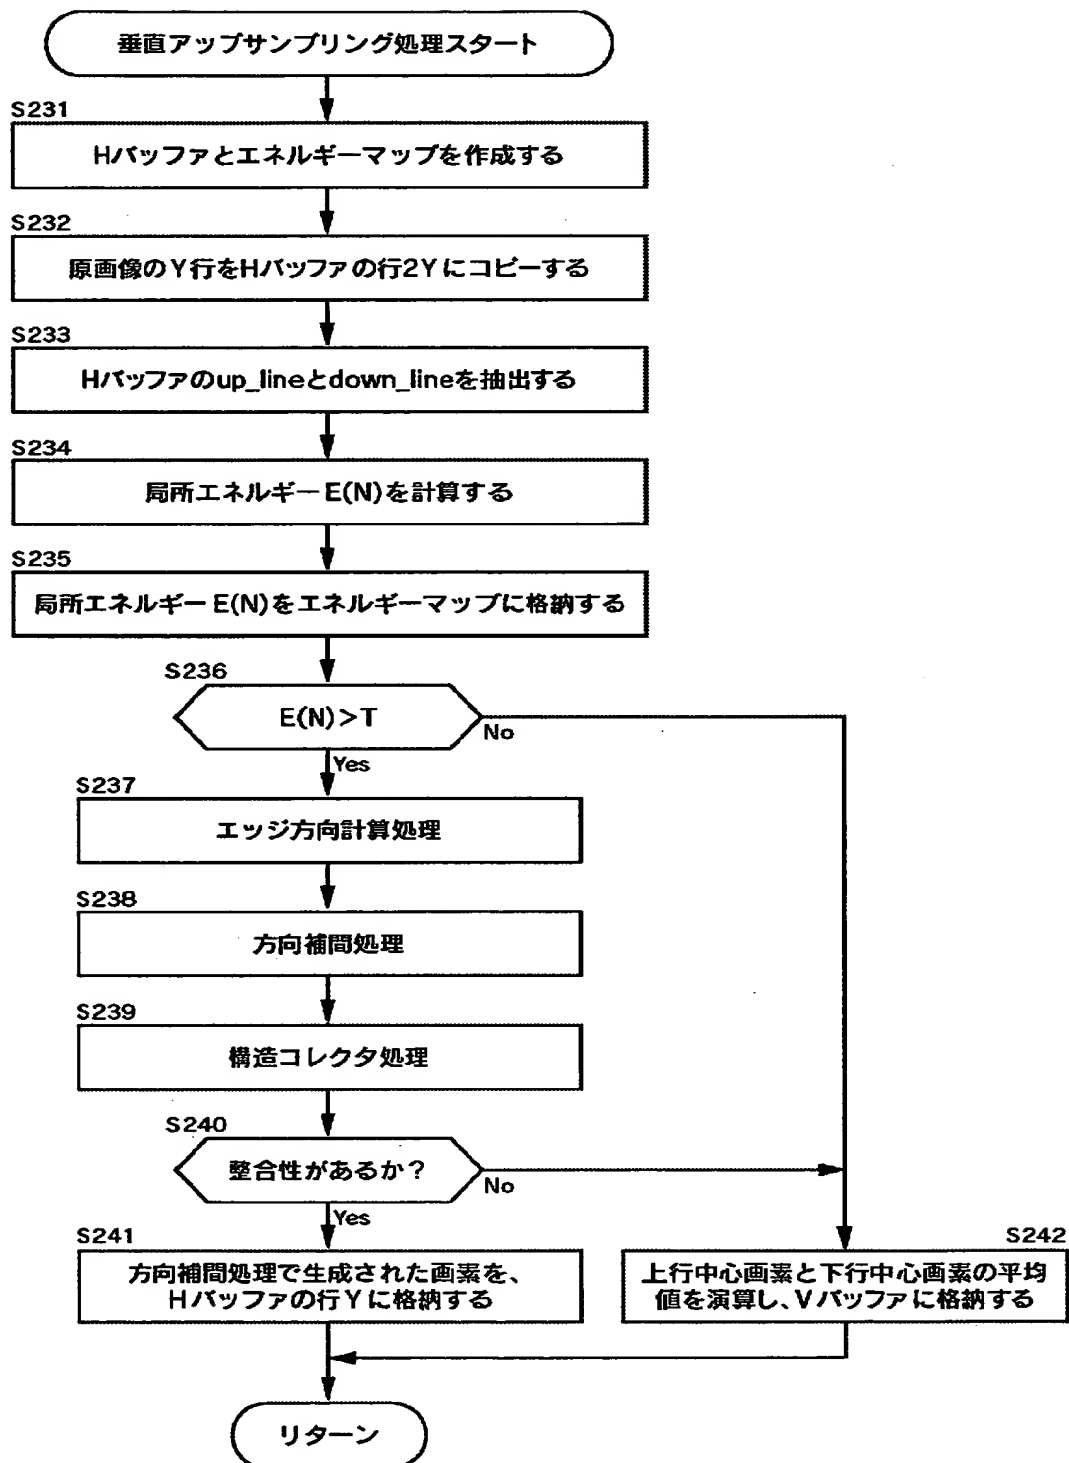 垂直アップサンプリング処理スタート
S231
Hバッファとエネルギーマップを作成する
S232
原画像のY行をHバッファの行2Yにコピーする
S233
Hバッファのup_lineとdown_lineを抽出する
S234
局所エネルギーE(N)を計算する
S235
局所エネルギーE(N)をエネルギーマップに格納する
S236
E(N)>T
No
Yes
S237
エッジ方向計算処理
S238
方向補間処理
S239
構造コレクタ処理
S240
整合性があるか?
No
Yes
S241
方向補間処理で生成された画素を、
Hバッファの行Yに格納する
S242
上行中心画素と下行中心画素の平均
値を演算し、Vバッファに格納する
リターン